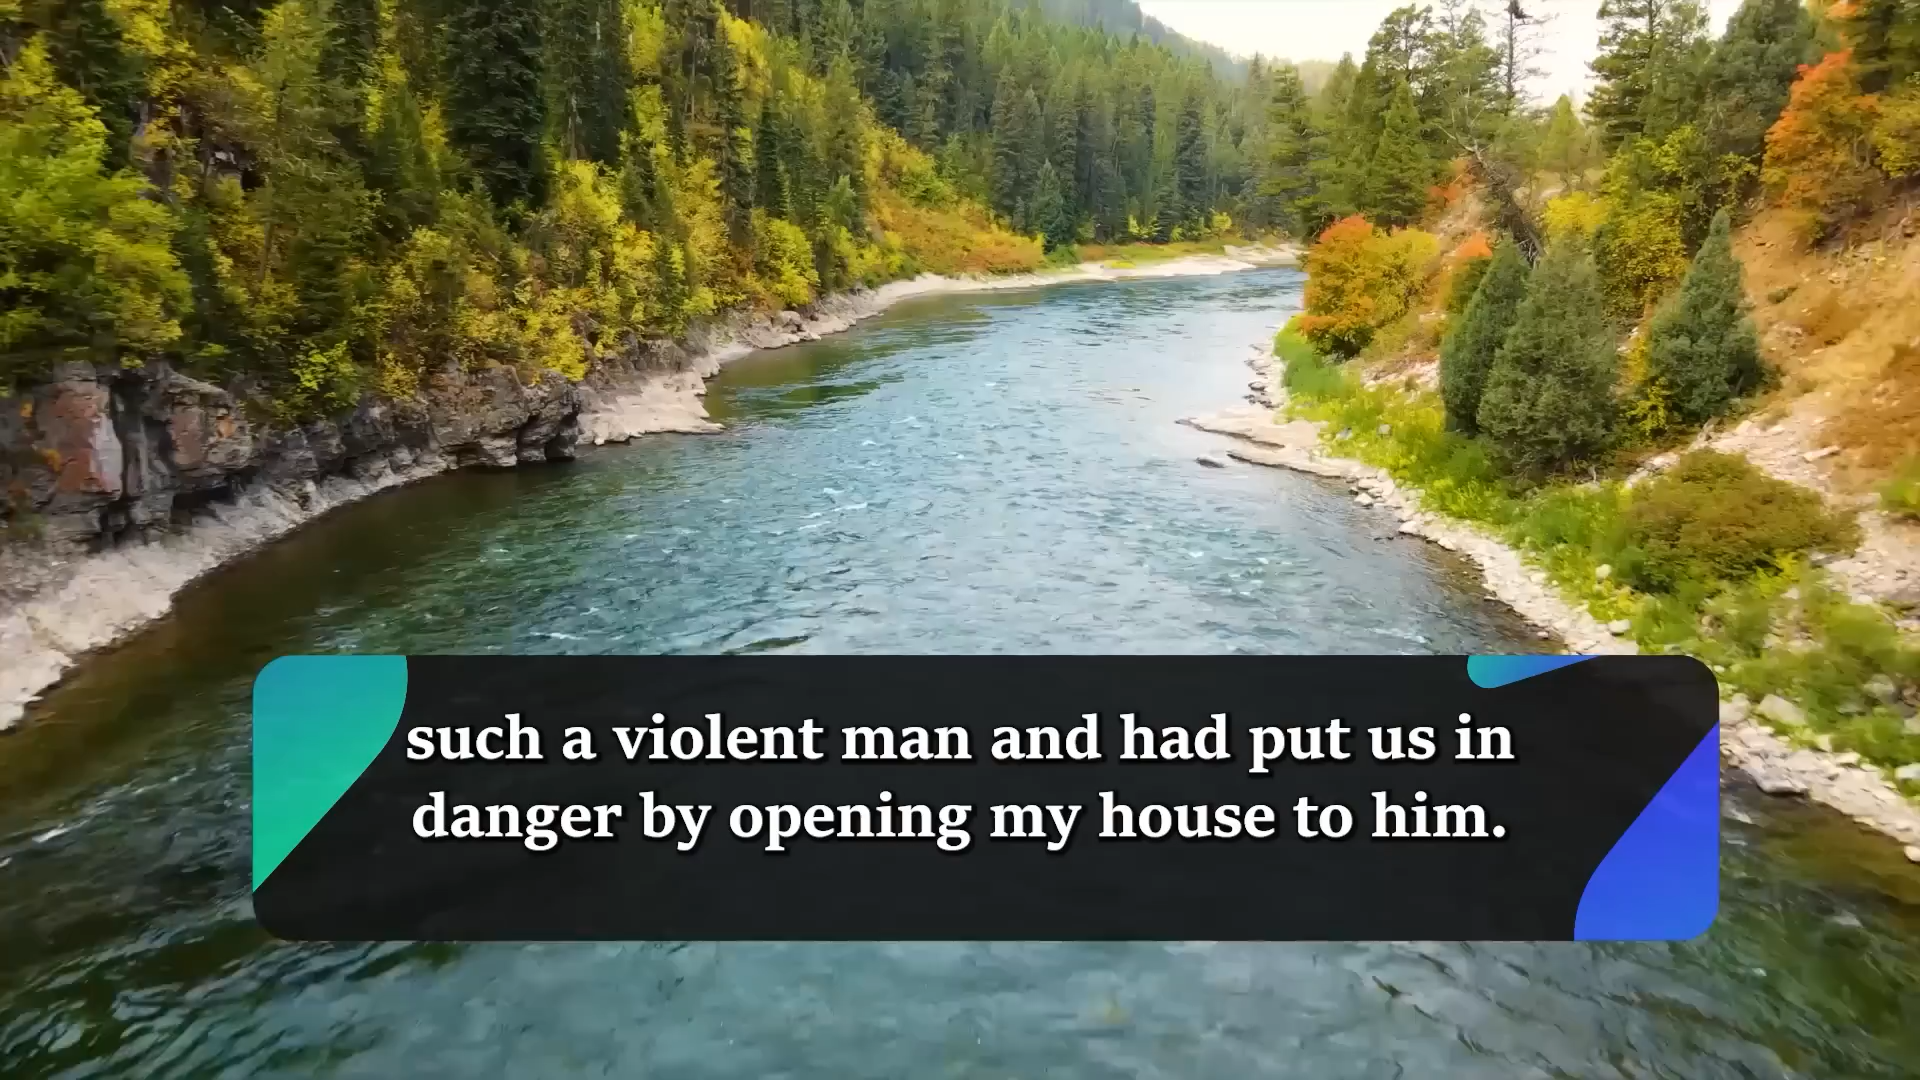 such a violent man and had put us in
danger by opening my house to him.